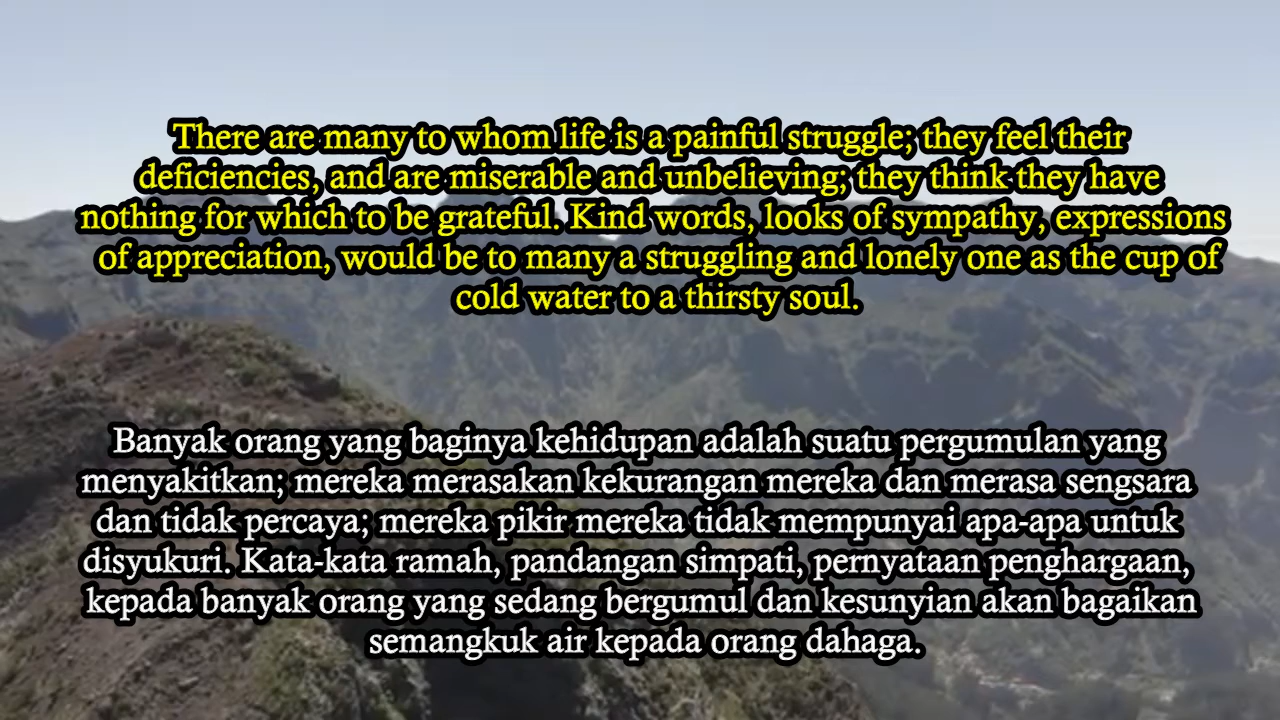 There are many to whom life is a painful struggle; they feel their
deficiencies, and are miserable and unbelieving; they think they have
nothing for which to be grateful. Kind words, looks of sympathy, expressions
of appreciation, would be to many a struggling and lonely one as the cup of
cold water to a thirsty soul.
Banyak orang yang baginya kehidupan adalah suatu pergumulan yang
menyakitkan; mereka merasakan kekurangan mereka dan merasa sengsara
dan tidak percaya; mereka pikir mereka tidak mempunyai apa-apa untuk
disyukuri. Kata-kata ramah, pandangan simpati, pernyataan penghargaan,
kepada banyak orang yang sedang bergumul dan kesunyian akan bagaikan
semangkuk air kepada orang dahaga.